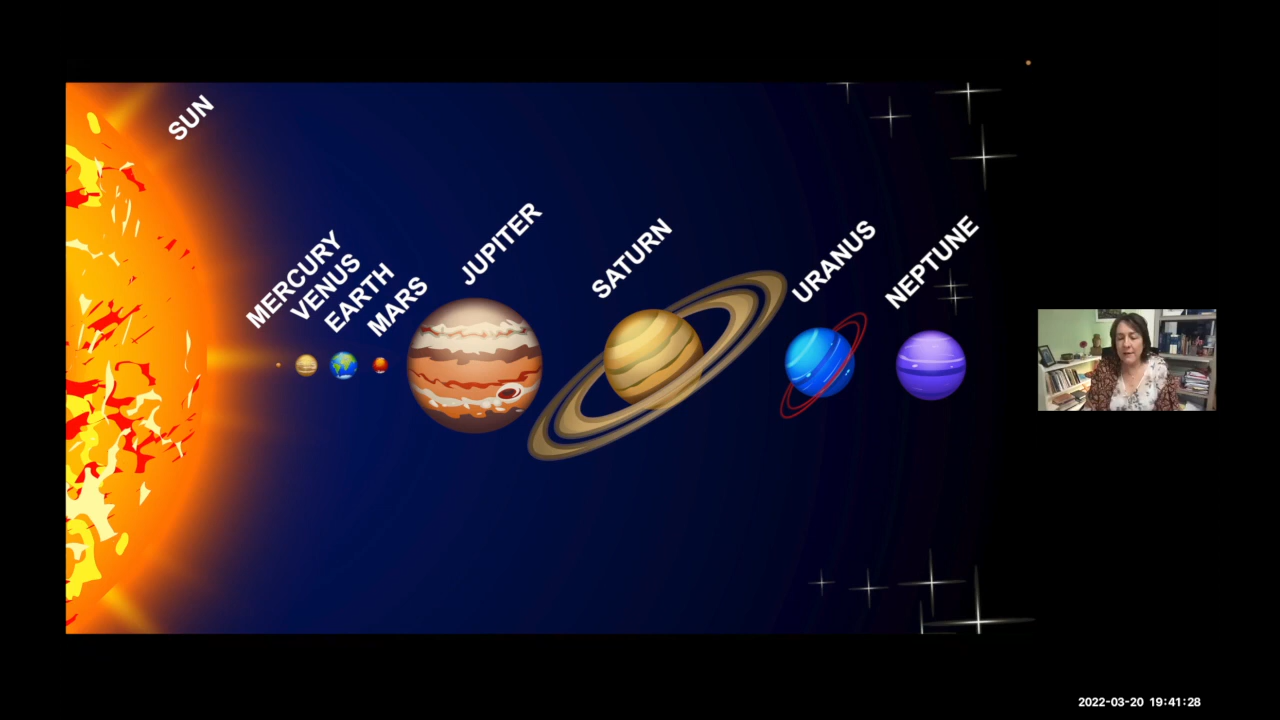 SUN
MERCURY
VENUS
EARTH
MARS
JUPITER
SATURN
URANUS
NEPTUNE
2022-03-20 19:41:28